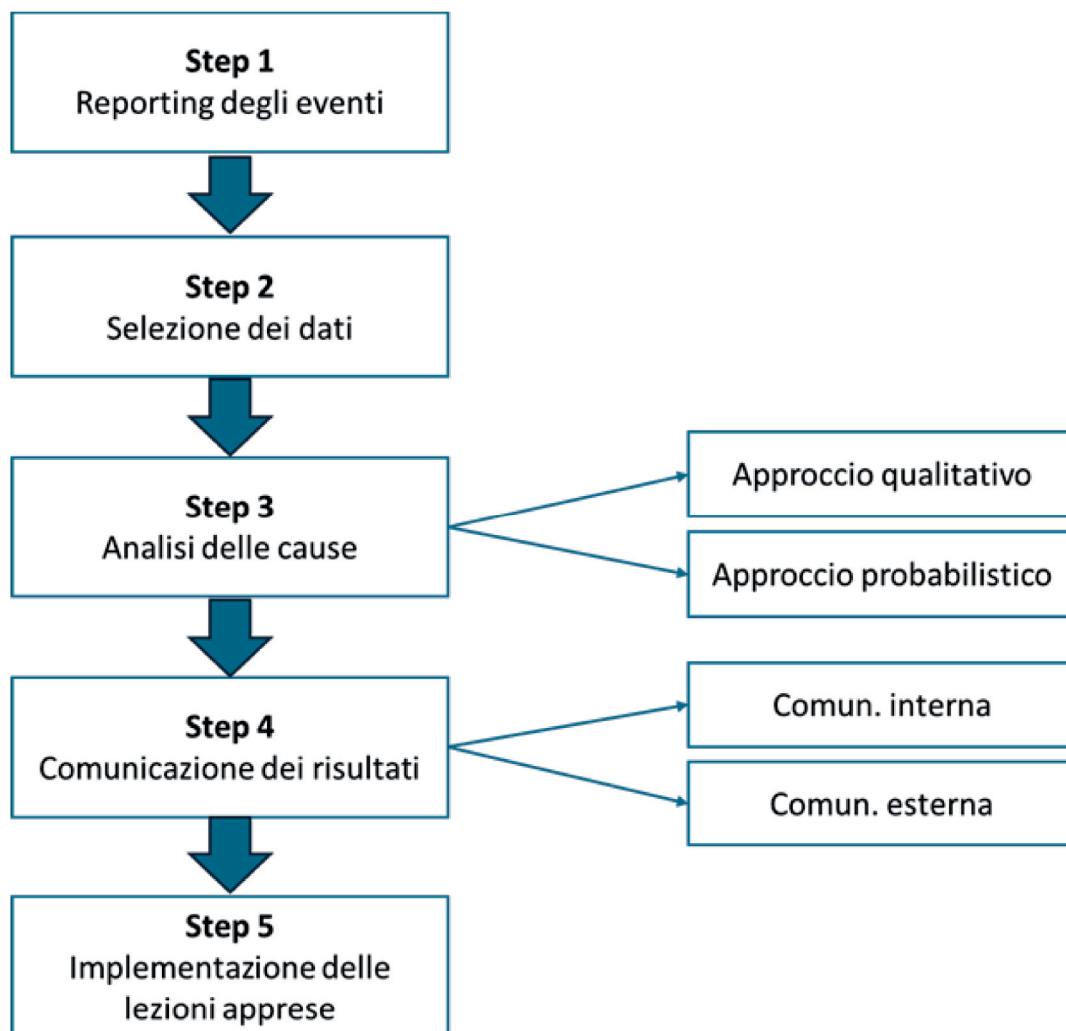 Step 1
Reporting degli eventi
Step 2
Selezione dei dati
Step 3
Analisi delle cause
Approccio qualitativo
Approccio probabilistico
Step 4
Comunicazione dei risultati
Comun. interna
Comun. esterna
Step 5
Implementazione delle
lezioni apprese